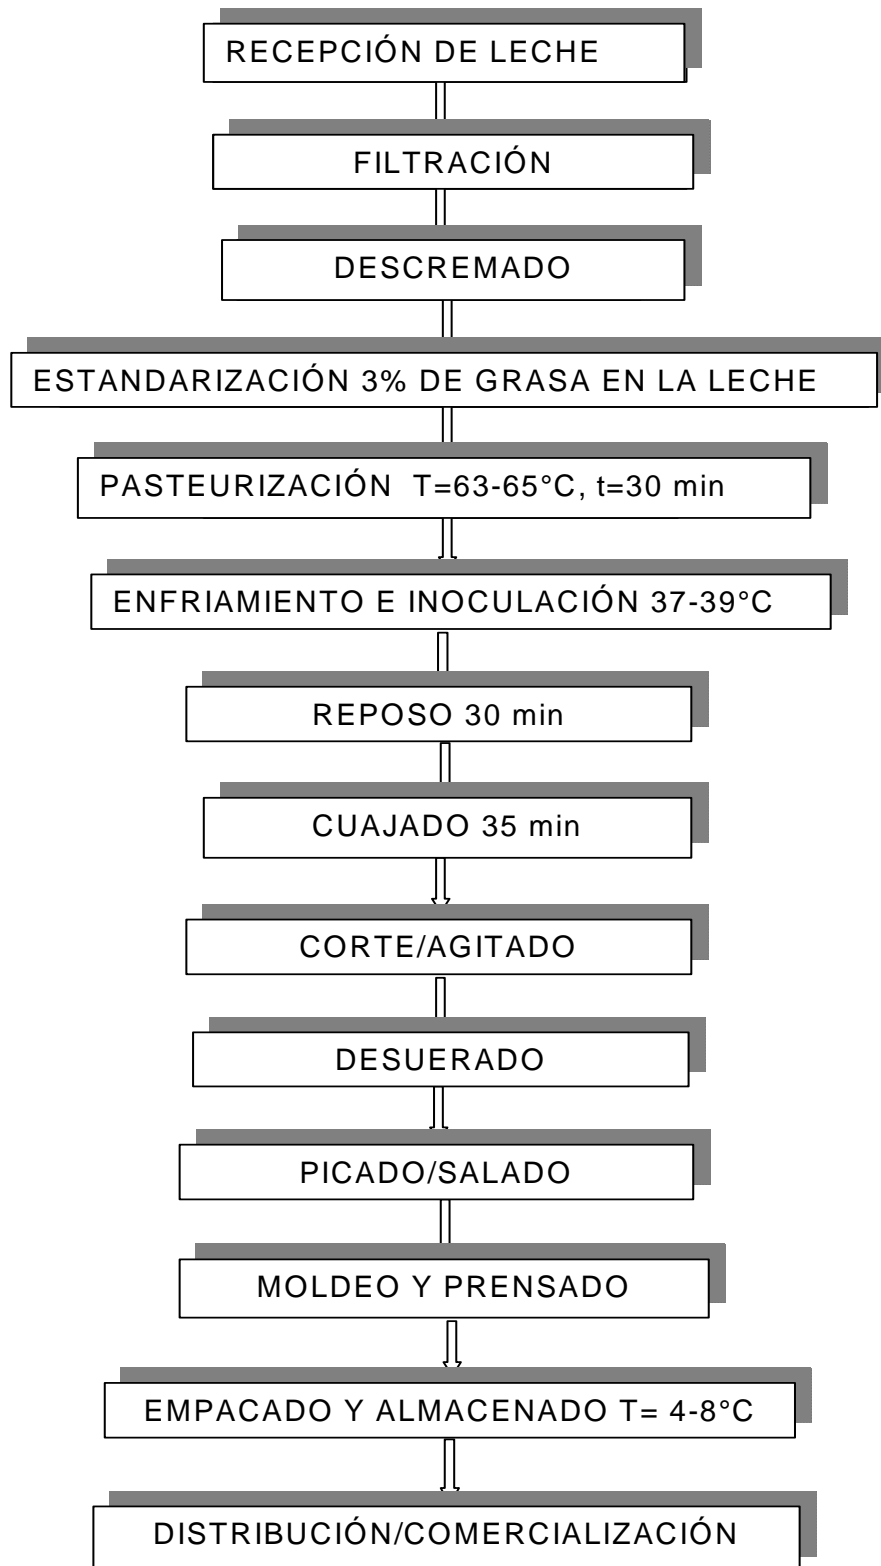 RECEPCIÓN DE LECHE
FILTRACIÓN
DESCREMADO
ESTANDARIZACIÓN 3% DE GRASA EN LA LECHE
PASTEURIZACIÓN T=63-65°C, t=30 min
ENFRIAMIENTO E INOCULACIÓN 37-39°C
REPOSO 30 min
CUAJADO 35 min
CORTE/AGITADO
DESUERADO
PICADO/SALADO
MOLDEO Y PRENSADO
EMPACADO Y ALMACENADO T= 4-8°C
DISTRIBUCIÓN/COMERCIALIZACIÓN